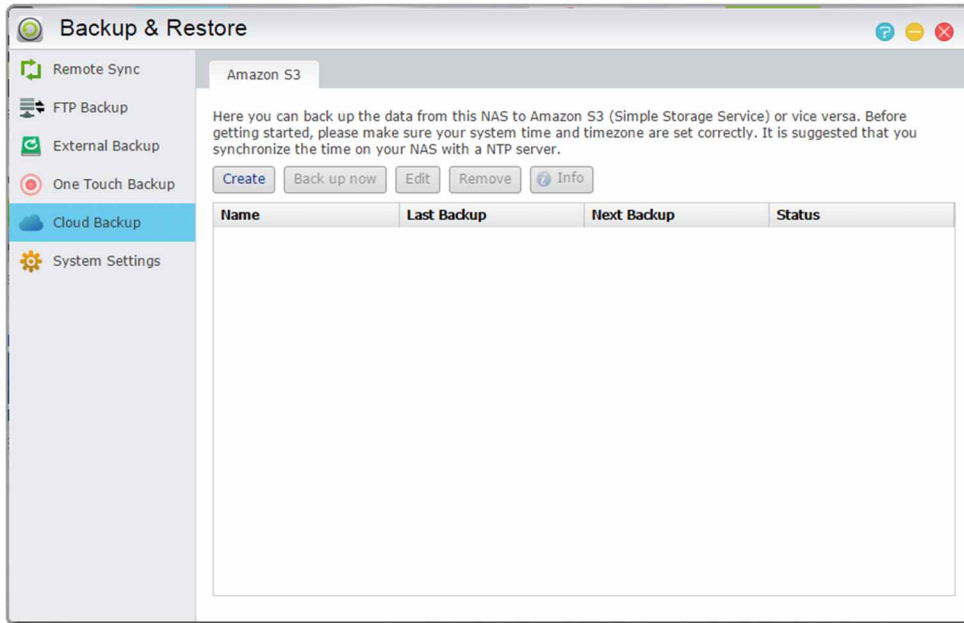 Backup & Restore
Remote Sync
FTP Backup
External Backup
One Touch Backup
Cloud Backup
System Settings
Amazon S3
Here you can back up the data from this NAS to Amazon S3 (Simple Storage Service) or vice versa. Before
getting started, please make sure your system time and timezone are set correctly. It is suggested that you
synchronize the time on your NAS with a NTP server.
Create Back up now Edit Remove Info
Name Last Backup Next Backup Status